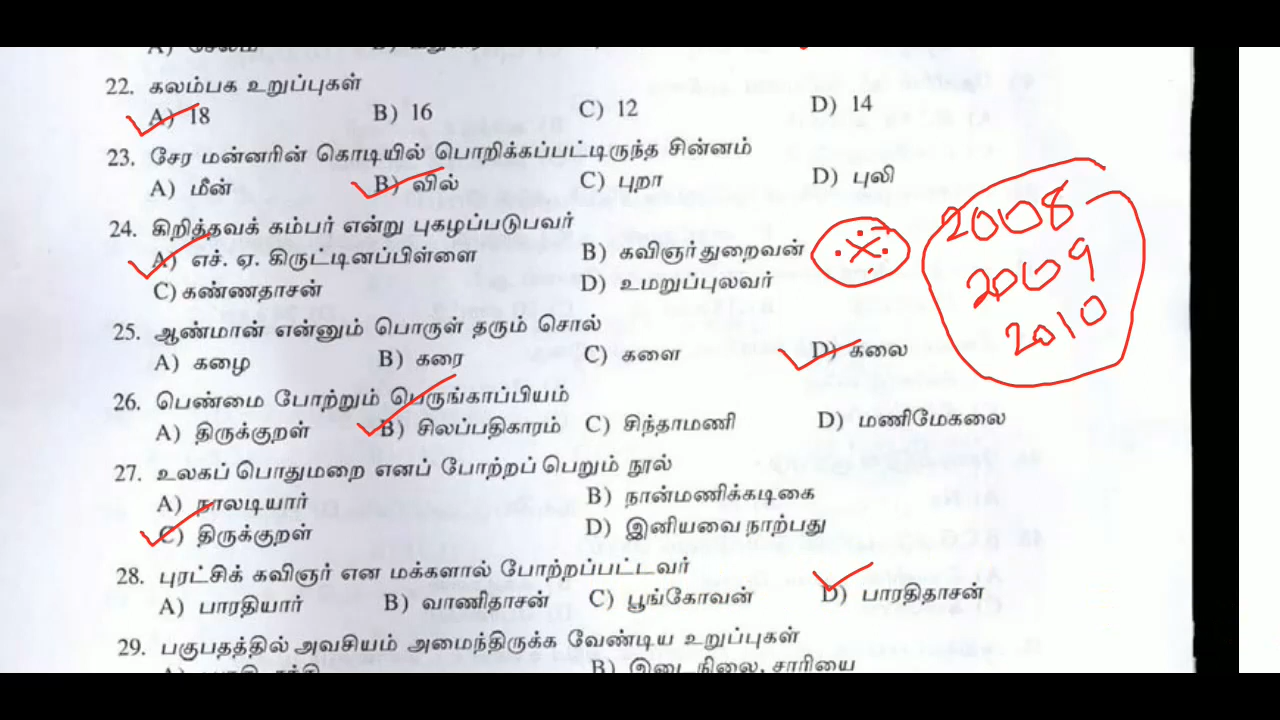 A) சேலம்
22. கலம்பக உறுப்புகள்
A) 18 B) 16 C) 12 D) 14
23. சேர மன்னரின் கொடியில் பொறிக்கப்பட்டிருந்த சின்னம்
A) மீன் B) வில் C) புறா D) புலி
24. கிறித்தவக் கம்பர் என்று புகழப்படுபவர்
A) எச். ஏ. கிருட்டினப்பிள்ளை B) கவிஞர் துறைவன்
C) கண்ணதாசன் D) உமறுப்புலவர்
2008
2009
2010
25. ஆண்மான் என்னும் பொருள் தரும் சொல்
A) கழை B) கரை C) களை D) கலை
26. பெண்மை போற்றும் பெருங்காப்பியம்
A) திருக்குறள் B) சிலப்பதிகாரம் C) சிந்தாமணி D) மணிமேகலை
27. உலகப் பொதுமறை எனப் போற்றப் பெறும் நூல்
A) நாலடியார் B) நான்மணிக்கடிகை
C) திருக்குறள் D) இனியவை நாற்பது
28. புரட்சிக் கவிஞர் என மக்களால் போற்றப்பட்டவர்
A) பாரதியார் B) வாணிதாசன் C) பூங்கோவன் D) பாரதிதாசன்
29. பகுபதத்தில் அவசியம் அமைந்திருக்க வேண்டிய உறுப்புகள்
B) இடைநிலை, சாரியை